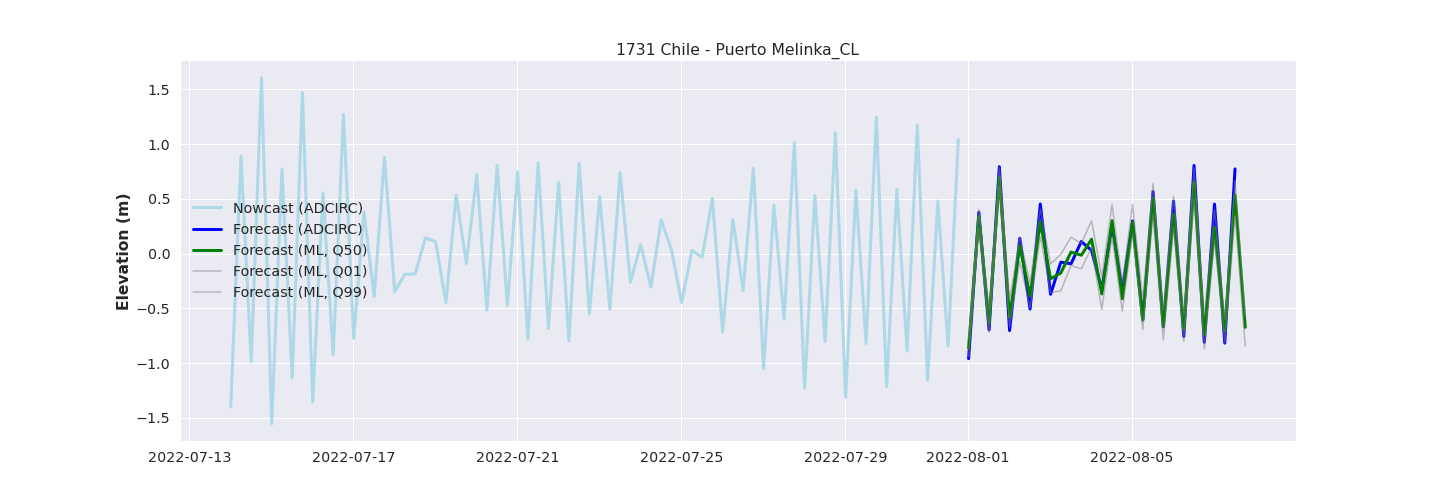 1731 Chile - Puerto Melinka_CL
Elevation (m)
1.5
1.0
0.5
0.0
−0.5
−1.0
−1.5
Nowcast (ADCIRC)
Forecast (ADCIRC)
Forecast (ML, Q50)
Forecast (ML, Q01)
Forecast (ML, Q99)
2022-07-13 2022-07-17 2022-07-21 2022-07-25 2022-07-29 2022-08-01 2022-08-05